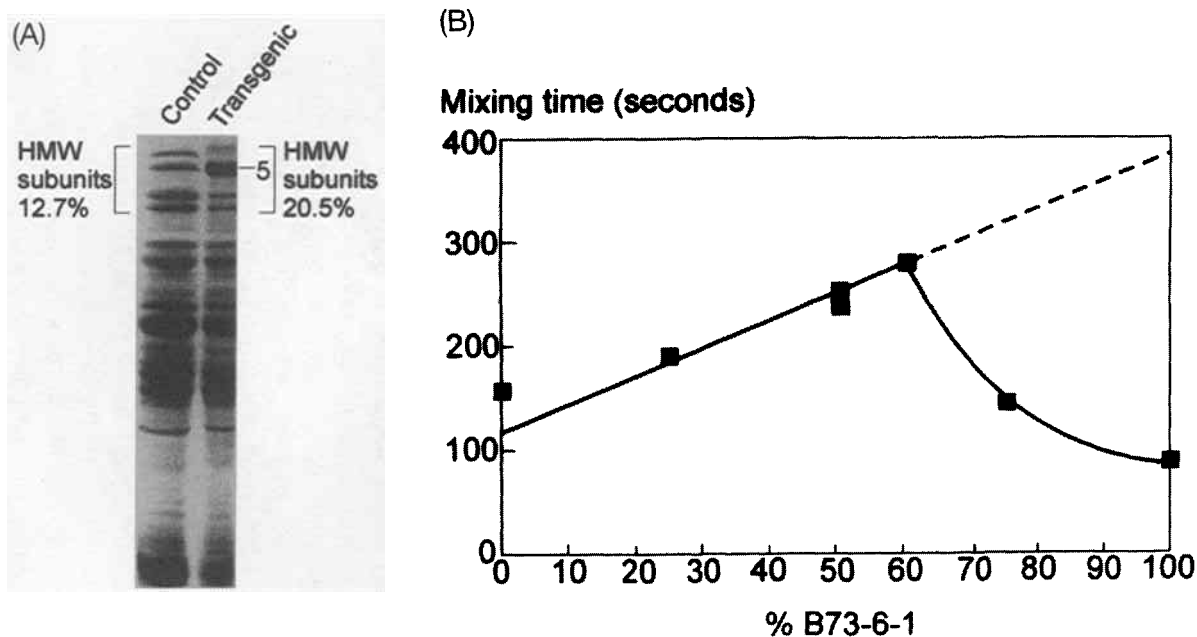 (A)
Control
Transgenic
HMW
subunits
12.7%
5
HMW
subunits
20.5%
(B)
Mixing time (seconds)
400
300
200
100
0
0 10 20 30 40 50 60 70 80 90 100
% B73-6-1